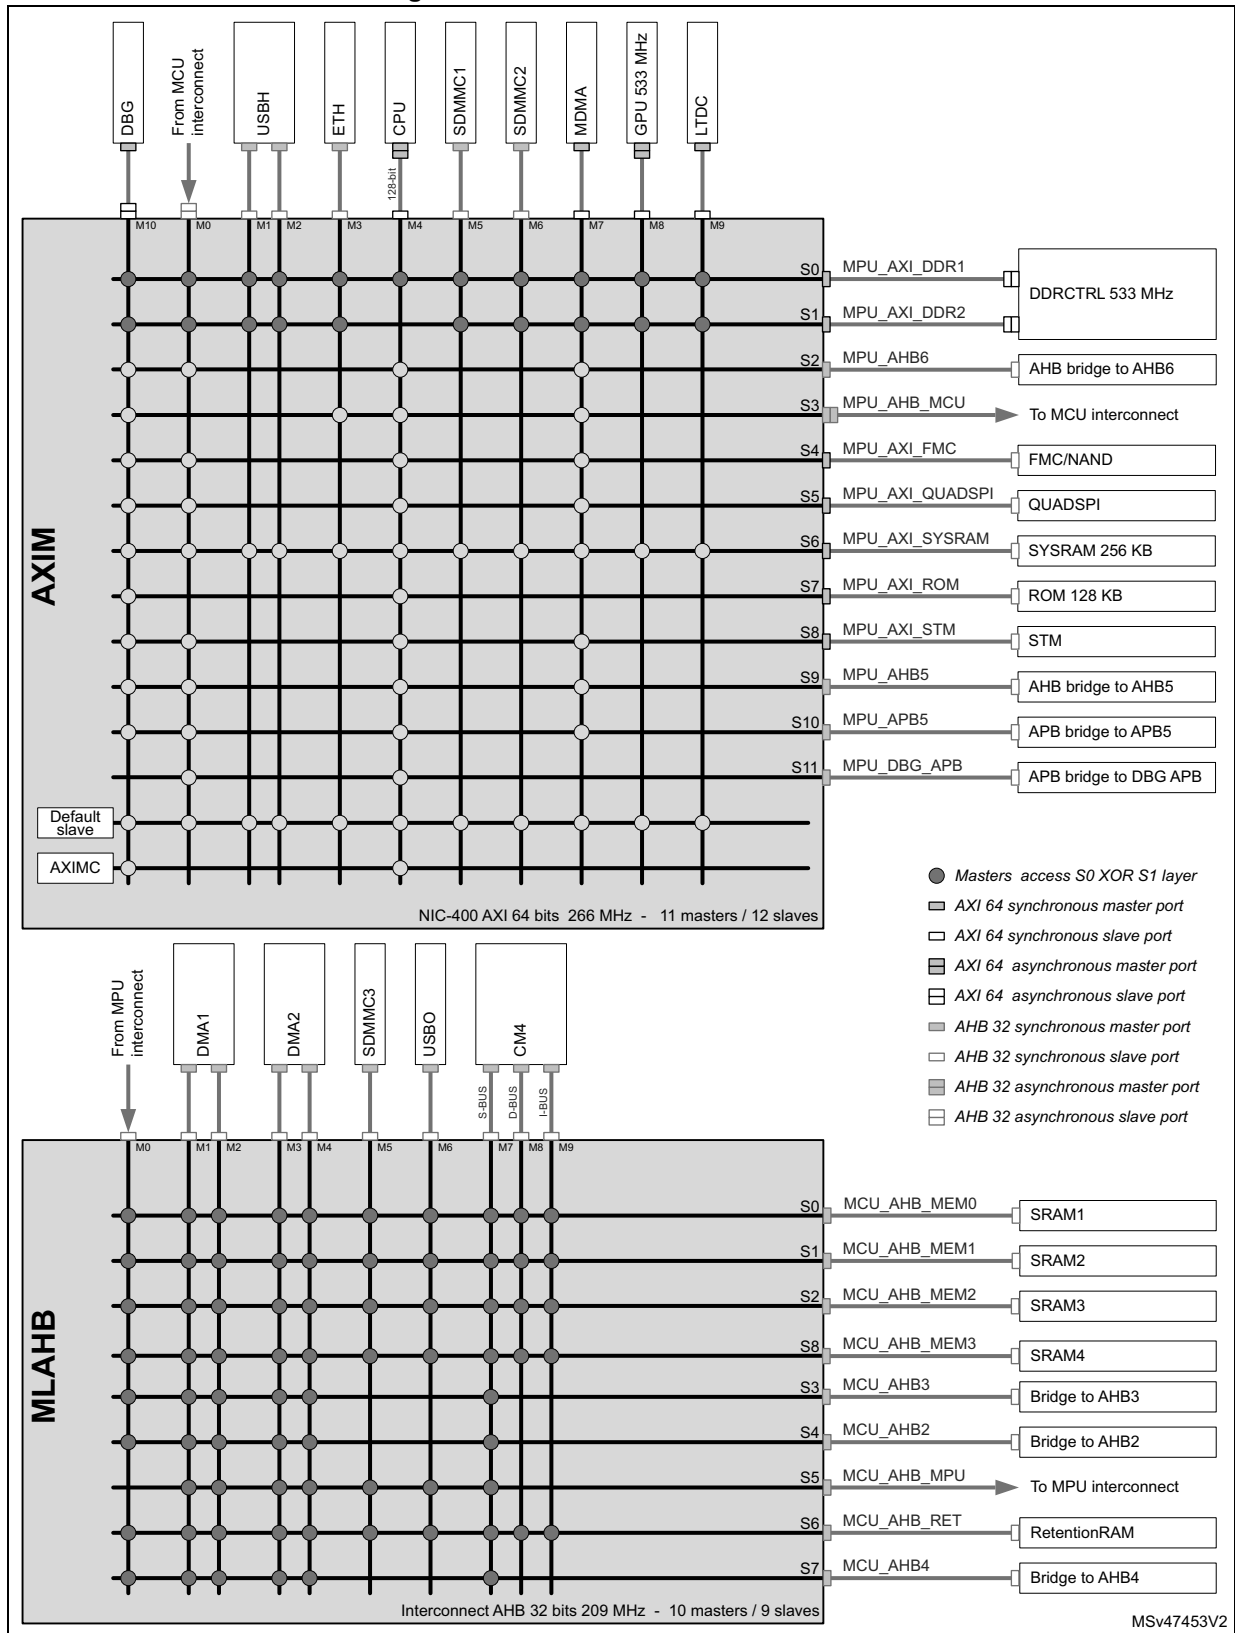 DBG
From MCU
interconnect
USBH
ETH
CPU
SDMMC1
SDMMC2
MDMA
GPU 533 MHz
LTDC
128-bit
M10
M0
M1
M2
M3
M4
M5
M6
M7
M8
M9
AXIM
S0
MPU_AXI_DDR1
DDRCTRL 533 MHz
S1
MPU_AXI_DDR2
S2
MPU_AHB6
AHB bridge to AHB6
S3
MPU_AHB_MCU
To MCU interconnect
S4
MPU_AXI_FMC
FMC/NAND
S5
MPU_AXI_QUADSPI
QUADSPI
S6
MPU_AXI_SYSRAM
SYSRAM 256 KB
S7
MPU_AXI_ROM
ROM 128 KB
S8
MPU_AXI_STM
STM
S9
MPU_AHB5
AHB bridge to AHB5
S10
MPU_APB5
APB bridge to APB5
S11
MPU_DBG_APB
APB bridge to DBG APB
Default
slave
AXIMC
NIC-400 AXI 64 bits 266 MHz - 11 masters / 12 slaves
Masters access S0 XOR S1 layer
AXI 64 synchronous master port
AXI 64 synchronous slave port
AXI 64 asynchronous master port
AXI 64 asynchronous slave port
AHB 32 synchronous master port
AHB 32 synchronous slave port
AHB 32 asynchronous master port
AHB 32 asynchronous slave port
From MPU
interconnect
DMA1
DMA2
SDMMC3
USBO
CM4
S-BUS
D-BUS
I-BUS
M0
M1
M2
M3
M4
M5
M6
M7
M8
M9
MLAHB
S0
MCU_AHB_MEM0
SRAM1
S1
MCU_AHB_MEM1
SRAM2
S2
MCU_AHB_MEM2
SRAM3
S8
MCU_AHB_MEM3
SRAM4
S3
MCU_AHB3
Bridge to AHB3
S4
MCU_AHB2
Bridge to AHB2
S5
MCU_AHB_MPU
To MPU interconnect
S6
MCU_AHB_RET
RetentionRAM
S7
MCU_AHB4
Bridge to AHB4
Interconnect AHB 32 bits 209 MHz - 10 masters / 9 slaves
MSv47453V2